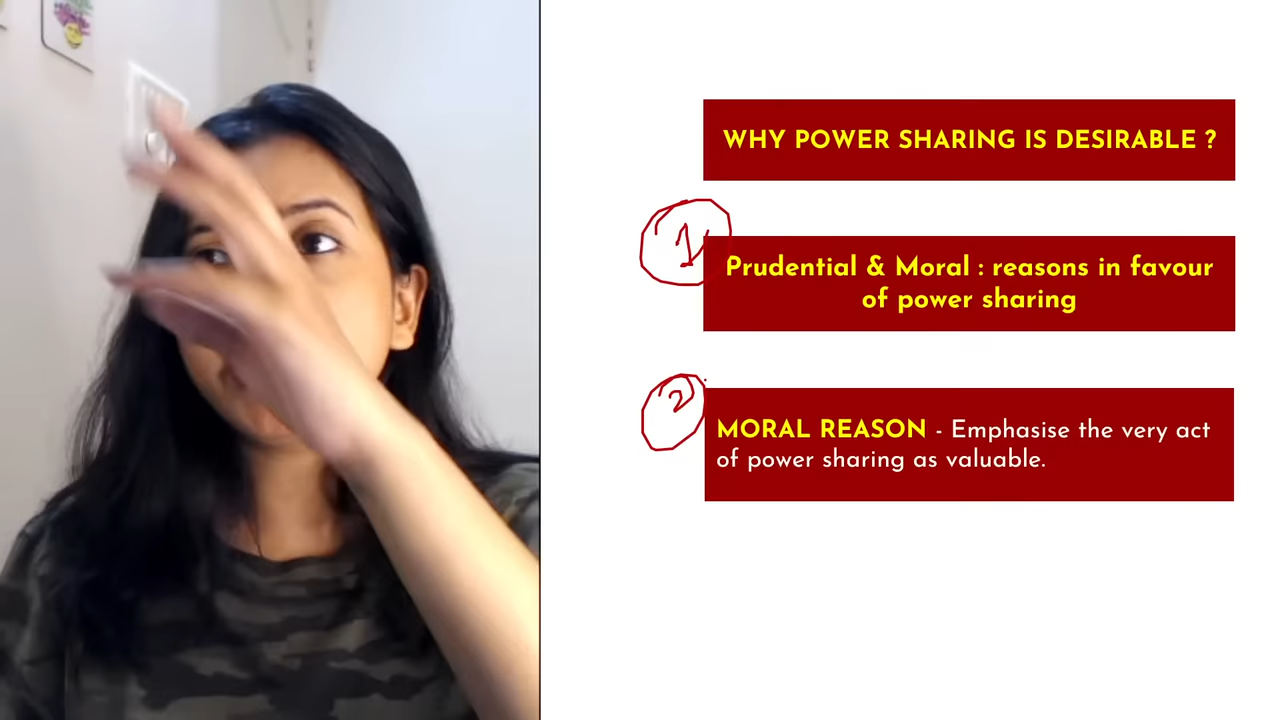 WHY POWER SHARING IS DESIRABLE ?
1
Prudential & Moral : reasons in favour
of power sharing
2
MORAL REASON - Emphasise the very act
of power sharing as valuable.